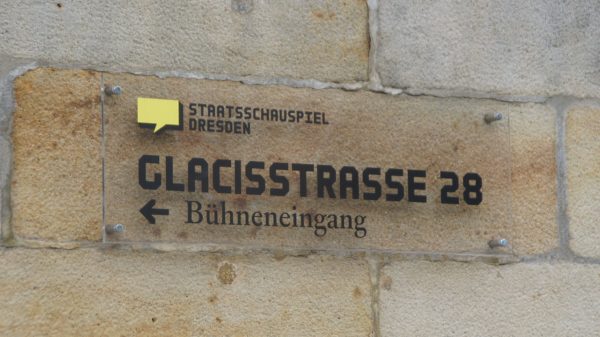 STAATSSCHAUSPIEL
DRESDEN
GLACISSTRASSE 28
← Bühneneingang